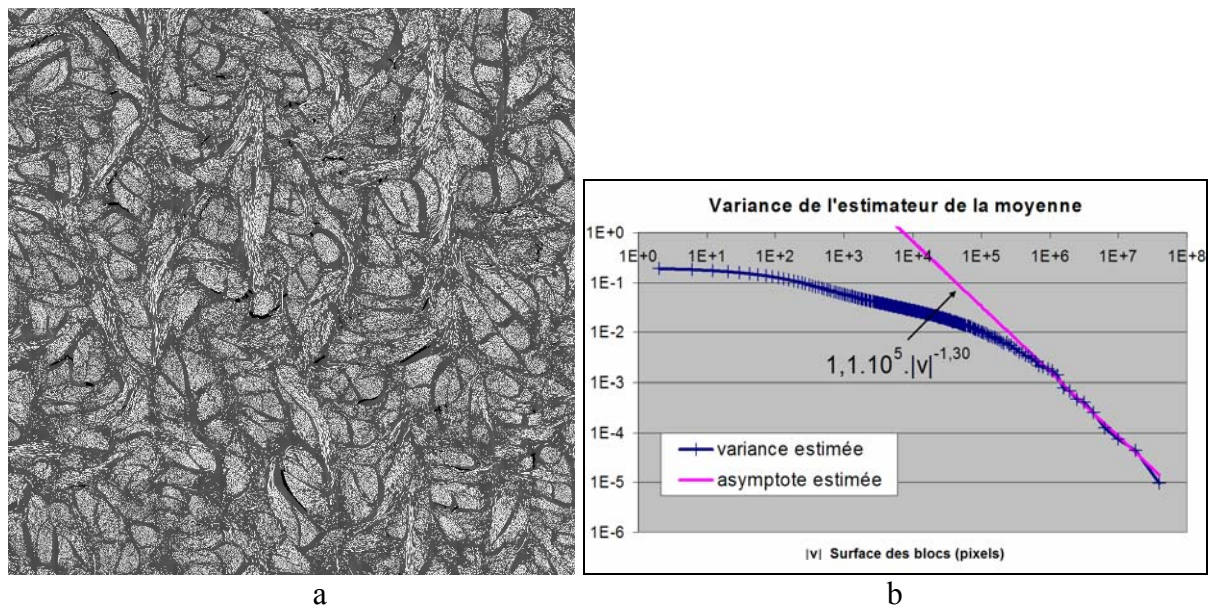 Variance de l'estimateur de la moyenne
1E+0
1E+0 1E+1 1E+2 1E+3 1E+4 1E+5 1E+6 1E+7 1E+8
1E-1
1E-2
1,1.10^5.|v|^-1,30
1E-3
1E-4
variance estimée
asymptote estimée
1E-5
1E-6
|v| Surface des blocs (pixels)
a b